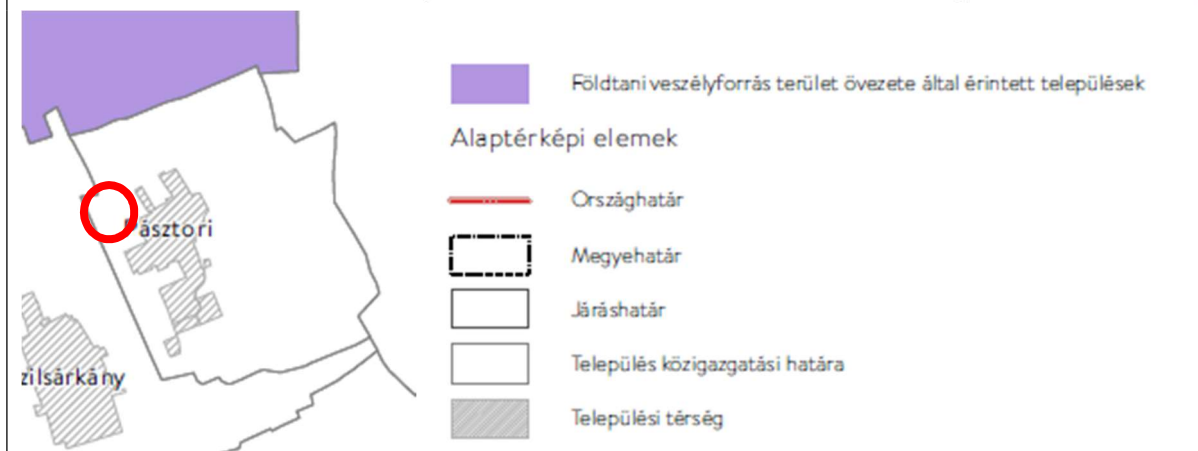 Pásztori
zilsárkány
Földtani veszélyforrás terület övezete által érintett települések
Alaptérképi elemek
Országhatár
Megyehatár
Járáshatár
Település közigazgatási határa
Települési térség